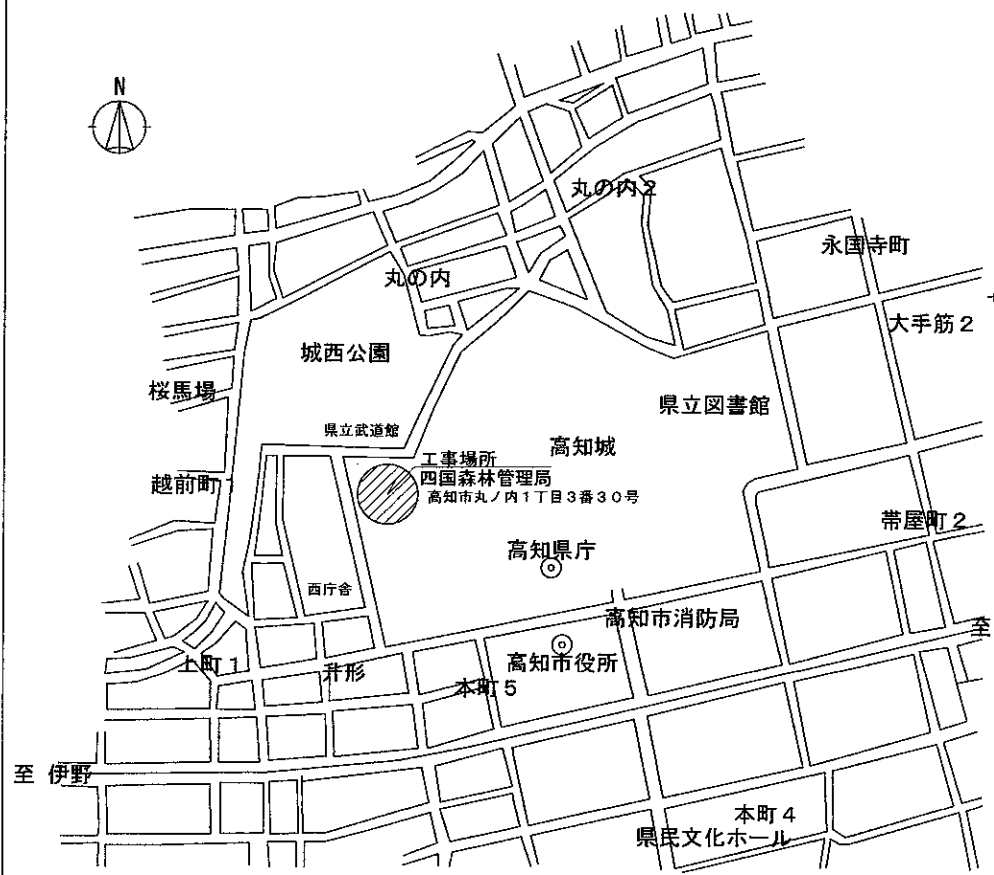 N
丸の内2
永国寺町
丸の内
大手筋2
城西公園
桜馬場
県立図書館
県立武道館
高知城
工事場所
四国森林管理局
高知市丸ノ内1丁目3番30号
越前町1
帯屋町2
高知県庁
西庁舎
高知市消防局
至
高知市役所
上町1
升形
本町5
至 伊野
本町4
県民文化ホール